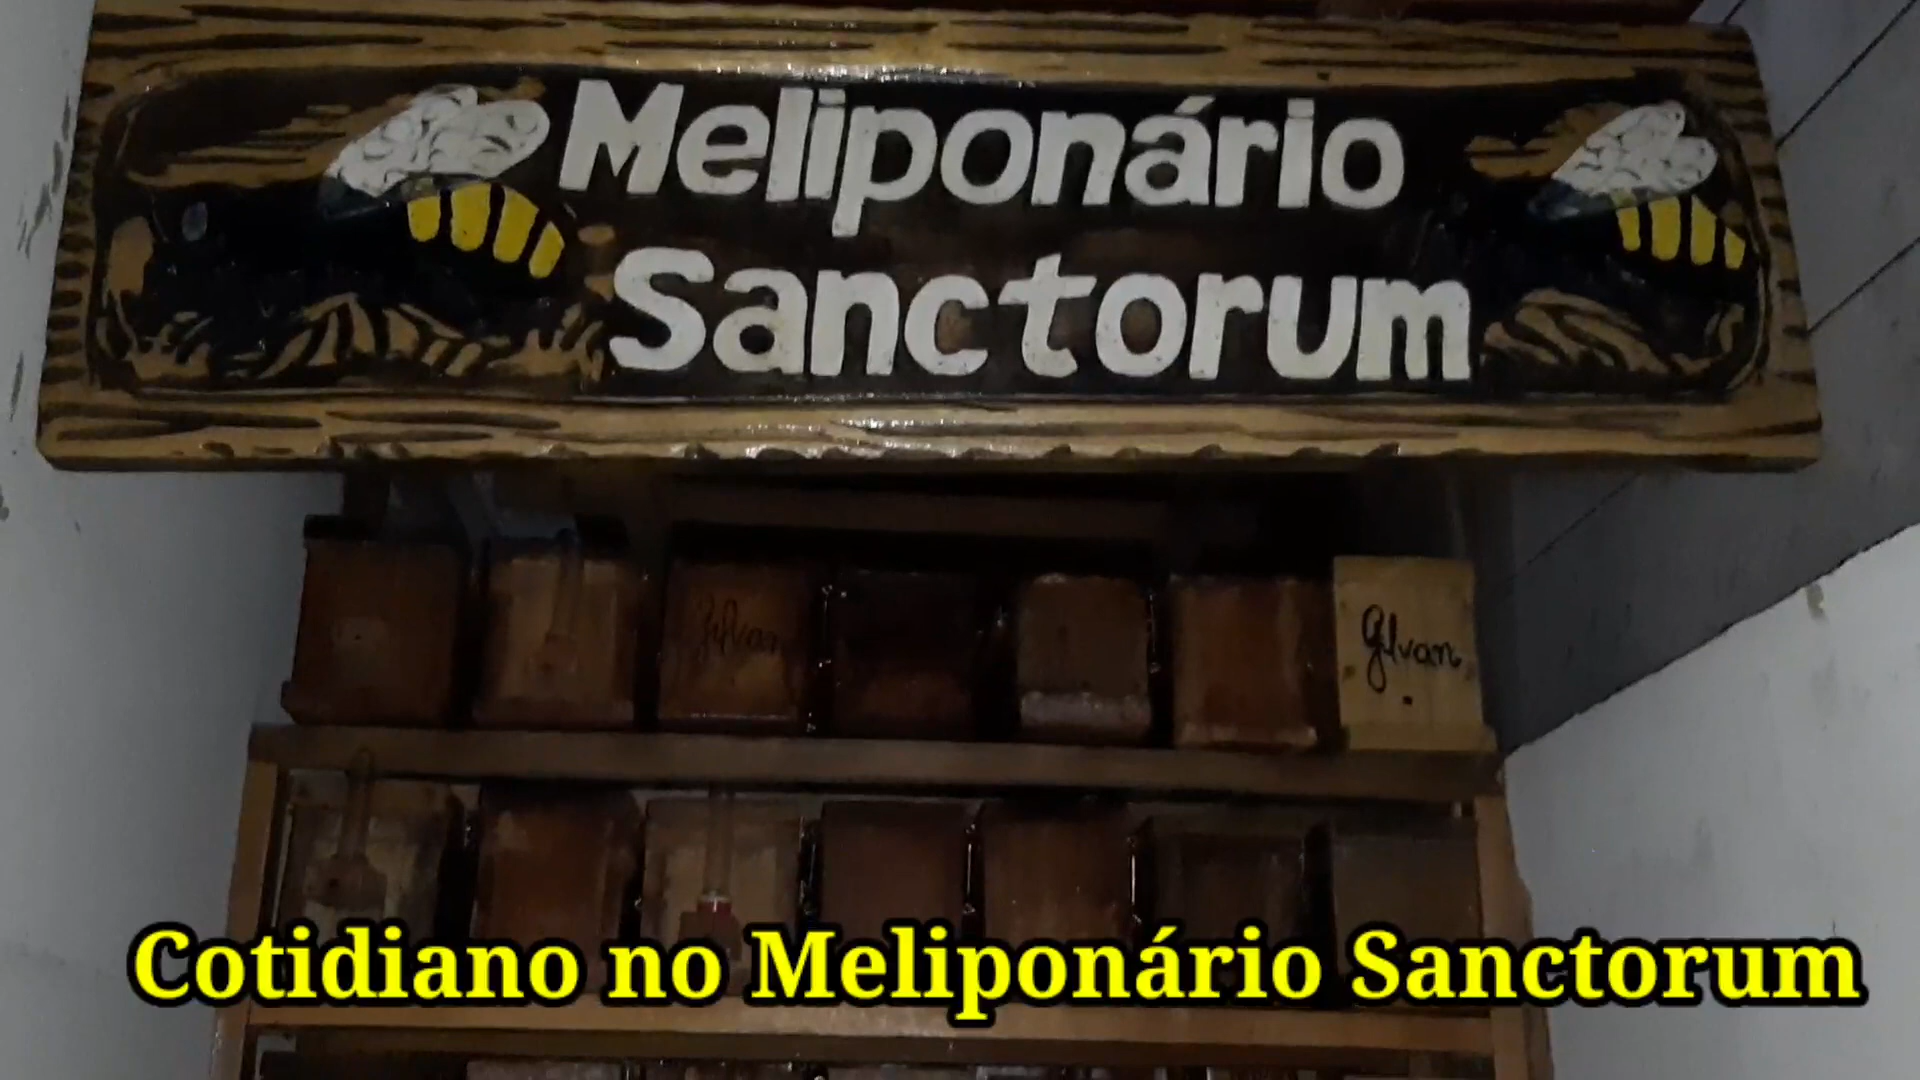 Meliponário
Sanctorum
Gilvan
Gilvan
Cotidiano no Meliponário Sanctorum